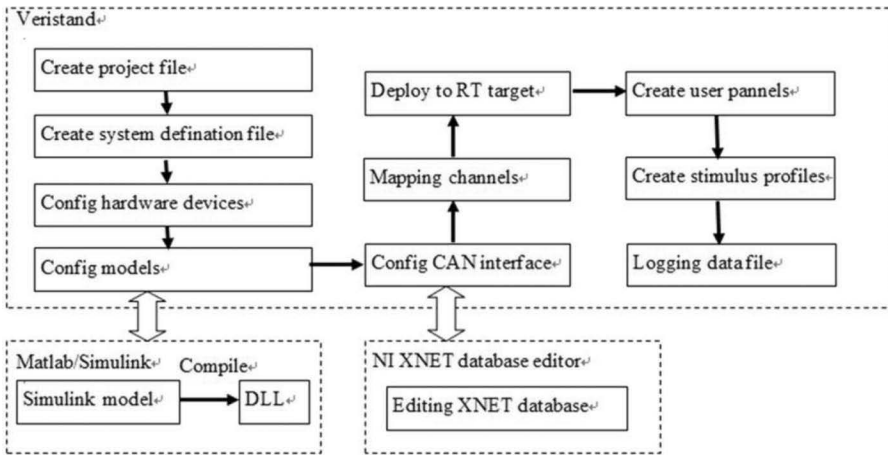 Veristand
Create project file
Create system defination file
Config hardware devices
Config models
Config CAN interface
Mapping channels
Deploy to RT target
Create user pannels
Create stimulus profiles
Logging data file
Matlab/Simulink
Compile
Simulink model
DLL
NI XNET database editor
Editing XNET database